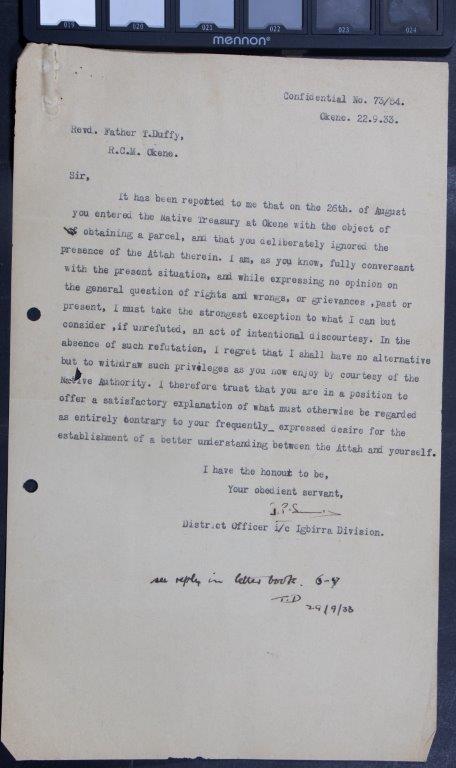 019 020 021 022 023 024
mennon®
Confidential No. 73/84.
Okene. 22.9.33.
Revd. Father T.Duffy,
R.C.M. Okene.
Sir,
It has been reported to me that on the 26th. of August
you entered the Native Treasury at Okene with the object of
of obtaining a parcel, and that you deliberately ignored the
presence of the Attah therein. I am, as you know, fully conversant
with the present situation, and while expressing no opinion on
the general question of rights and wrongs, or grievances ,past or
present, I must take the strongest exception to what I can but
consider ,if unrefuted, an act of intentional discourtesy. In the
absence of such refutation, I regret that I shall have no alternative
but to withdraw such privileges as you now enjoy by courtesy of the
Native Authority. I therefore trust that you are in a position to
offer a satisfactory explanation of what must otherwise be regarded
as entirely contrary to your frequently_ expressed desire for the
establishment of a better understanding between the Attah and yourself.
I have the honour to be,
Your obedient servant,
District Officer i/c Igbirra Division.
see reply in letter book. 6-7
T.D
29/9/33